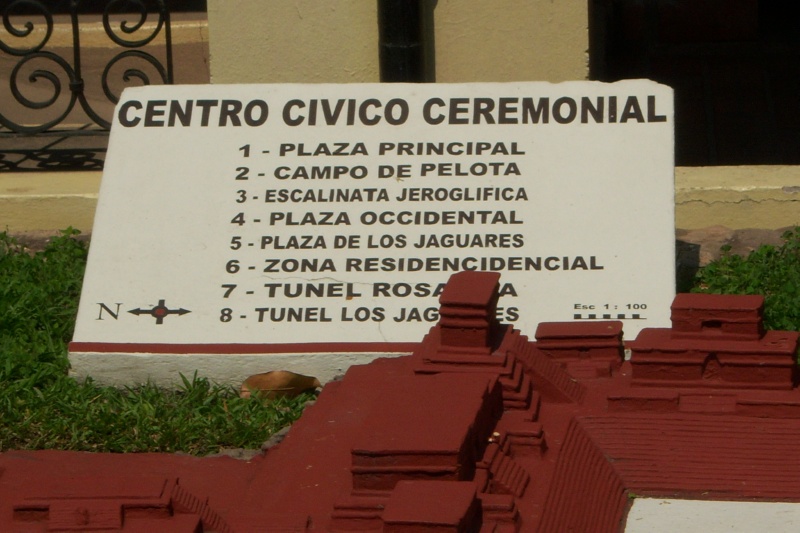 CENTRO CIVICO CEREMONIAL
1 - PLAZA PRINCIPAL
2 - CAMPO DE PELOTA
3 - ESCALINATA JEROGLIFICA
4 - PLAZA OCCIDENTAL
5 - PLAZA DE LOS JAGUARES
6 - ZONA RESIDENCIDENCIAL
7 - TUNEL
8 - TUNEL LOS
N
Esc 1 : 100